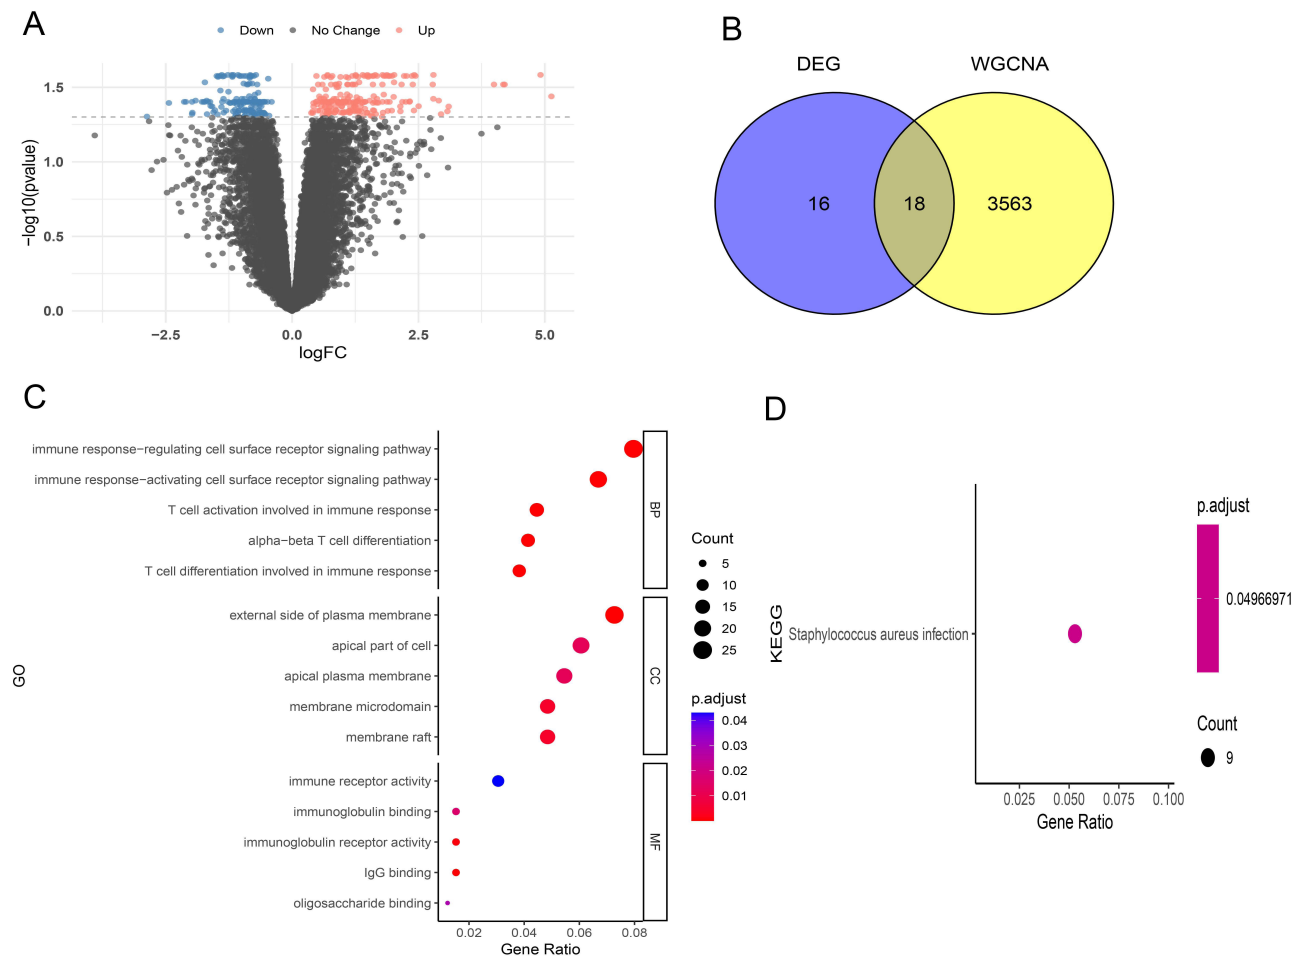 A
Down
No Change
Up
−log10(pvalue)
1.5
1.0
0.5
0.0
−2.5
0.0
2.5
5.0
logFC
B
DEG
WGCNA
16
18
3563
C
GO
immune response−regulating cell surface receptor signaling pathway
immune response−activating cell surface receptor signaling pathway
T cell activation involved in immune response
alpha−beta T cell differentiation
T cell differentiation involved in immune response
BP
external side of plasma membrane
apical part of cell
apical plasma membrane
membrane microdomain
membrane raft
CC
immune receptor activity
immunoglobulin binding
immunoglobulin receptor activity
IgG binding
oligosaccharide binding
MF
0.02
0.04
0.06
0.08
Gene Ratio
Count
5
10
15
20
25
p.adjust
0.04
0.03
0.02
0.01
D
KEGG
Staphylococcus aureus infection
0.025
0.050
0.075
0.100
Gene Ratio
p.adjust
0.04966971
Count
9